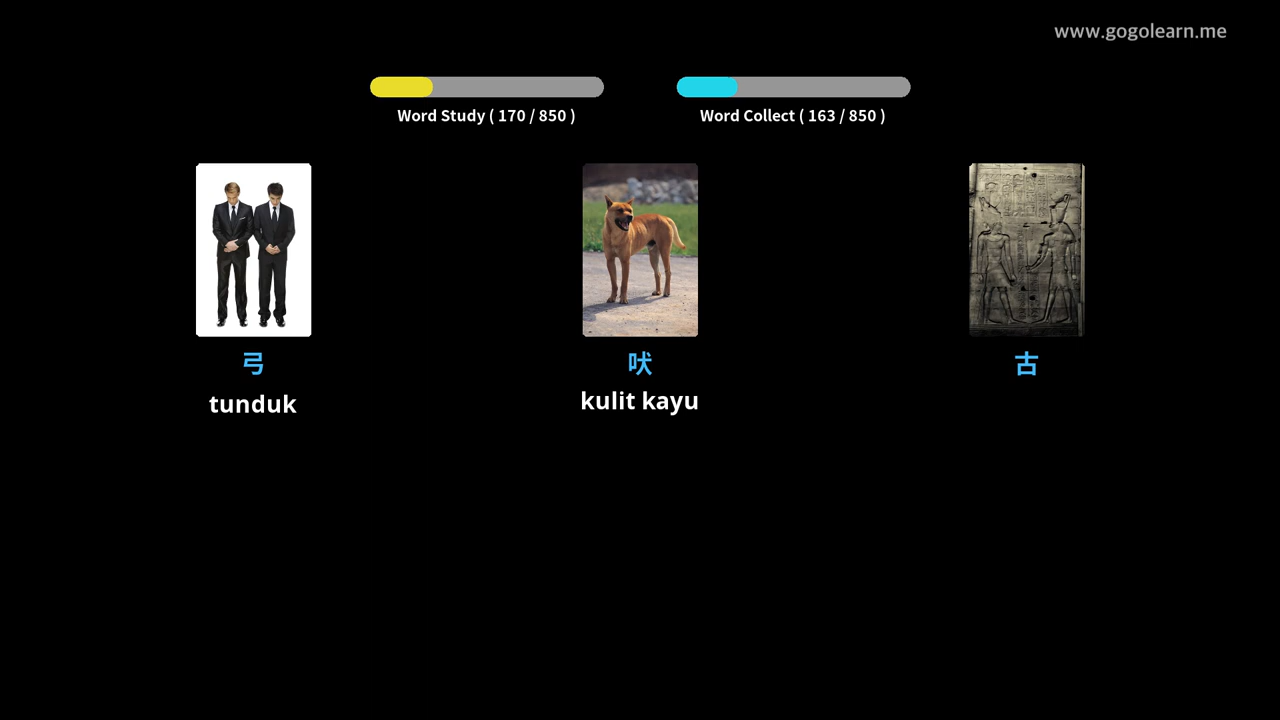 www.gogolearn.me
Word Study ( 170 / 850 )
Word Collect ( 163 / 850 )
弓
吠
古
tunduk
kulit kayu